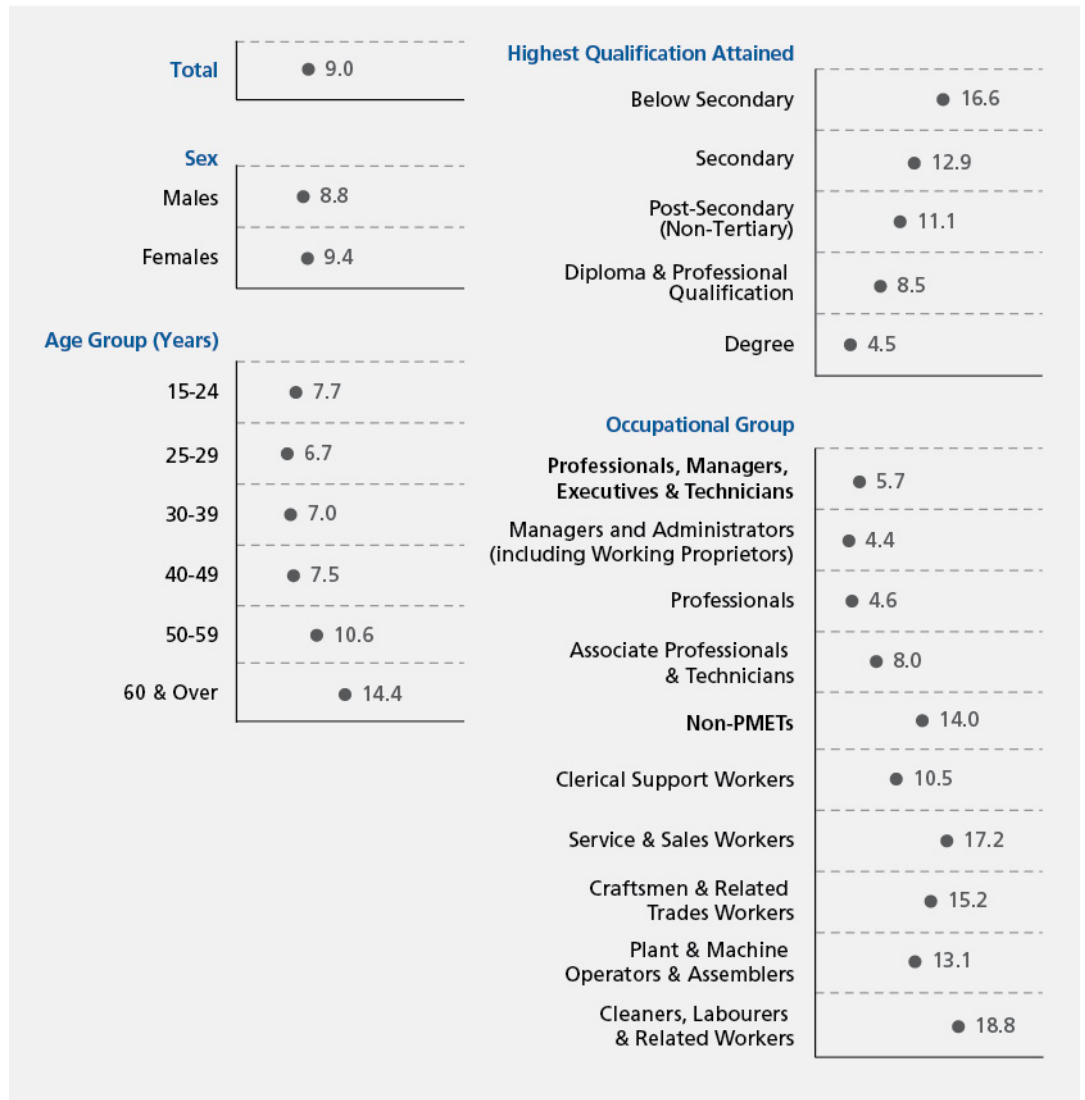 Total
9.0
Sex
Males
8.8
Females
9.4
Age Group (Years)
15-24
7.7
25-29
6.7
30-39
7.0
40-49
7.5
50-59
10.6
60 & Over
14.4
Highest Qualification Attained
Below Secondary
16.6
Secondary
12.9
Post-Secondary
(Non-Tertiary)
11.1
Diploma & Professional
Qualification
8.5
Degree
4.5
Occupational Group
Professionals, Managers,
Executives & Technicians
5.7
Managers and Administrators
(including Working Proprietors)
4.4
Professionals
4.6
Associate Professionals
& Technicians
8.0
Non-PMETs
14.0
Clerical Support Workers
10.5
Service & Sales Workers
17.2
Craftsmen & Related
Trades Workers
15.2
Plant & Machine
Operators & Assemblers
13.1
Cleaners, Labourers
& Related Workers
18.8